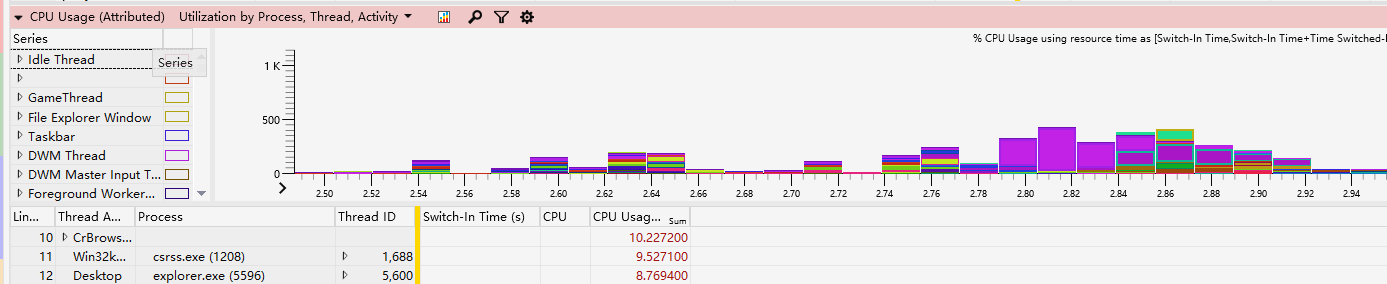 CPU Usage (Attributed) Utilization by Process, Thread, Activity
Series
% CPU Usage using resource time as [Switch-In Time,Switch-In Time+Time Switched-I
Idle Thread
Series
GameThread
File Explorer Window
Taskbar
DWM Thread
DWM Master Input T...
Foreground Worker...
1 K
500
0
2.50 2.52 2.54 2.56 2.58 2.60 2.62 2.64 2.66 2.68 2.70 2.72 2.74 2.76 2.78 2.80 2.82 2.84 2.86 2.88 2.90 2.92 2.94
Lin... Thread A... Process Thread ID Switch-In Time (s) CPU CPU Usag... Sum
10 CrBrows... 10.227200
11 Win32k... csrss.exe (1208) 1,688 9.527100
12 Desktop explorer.exe (5596) 5,600 8.769400